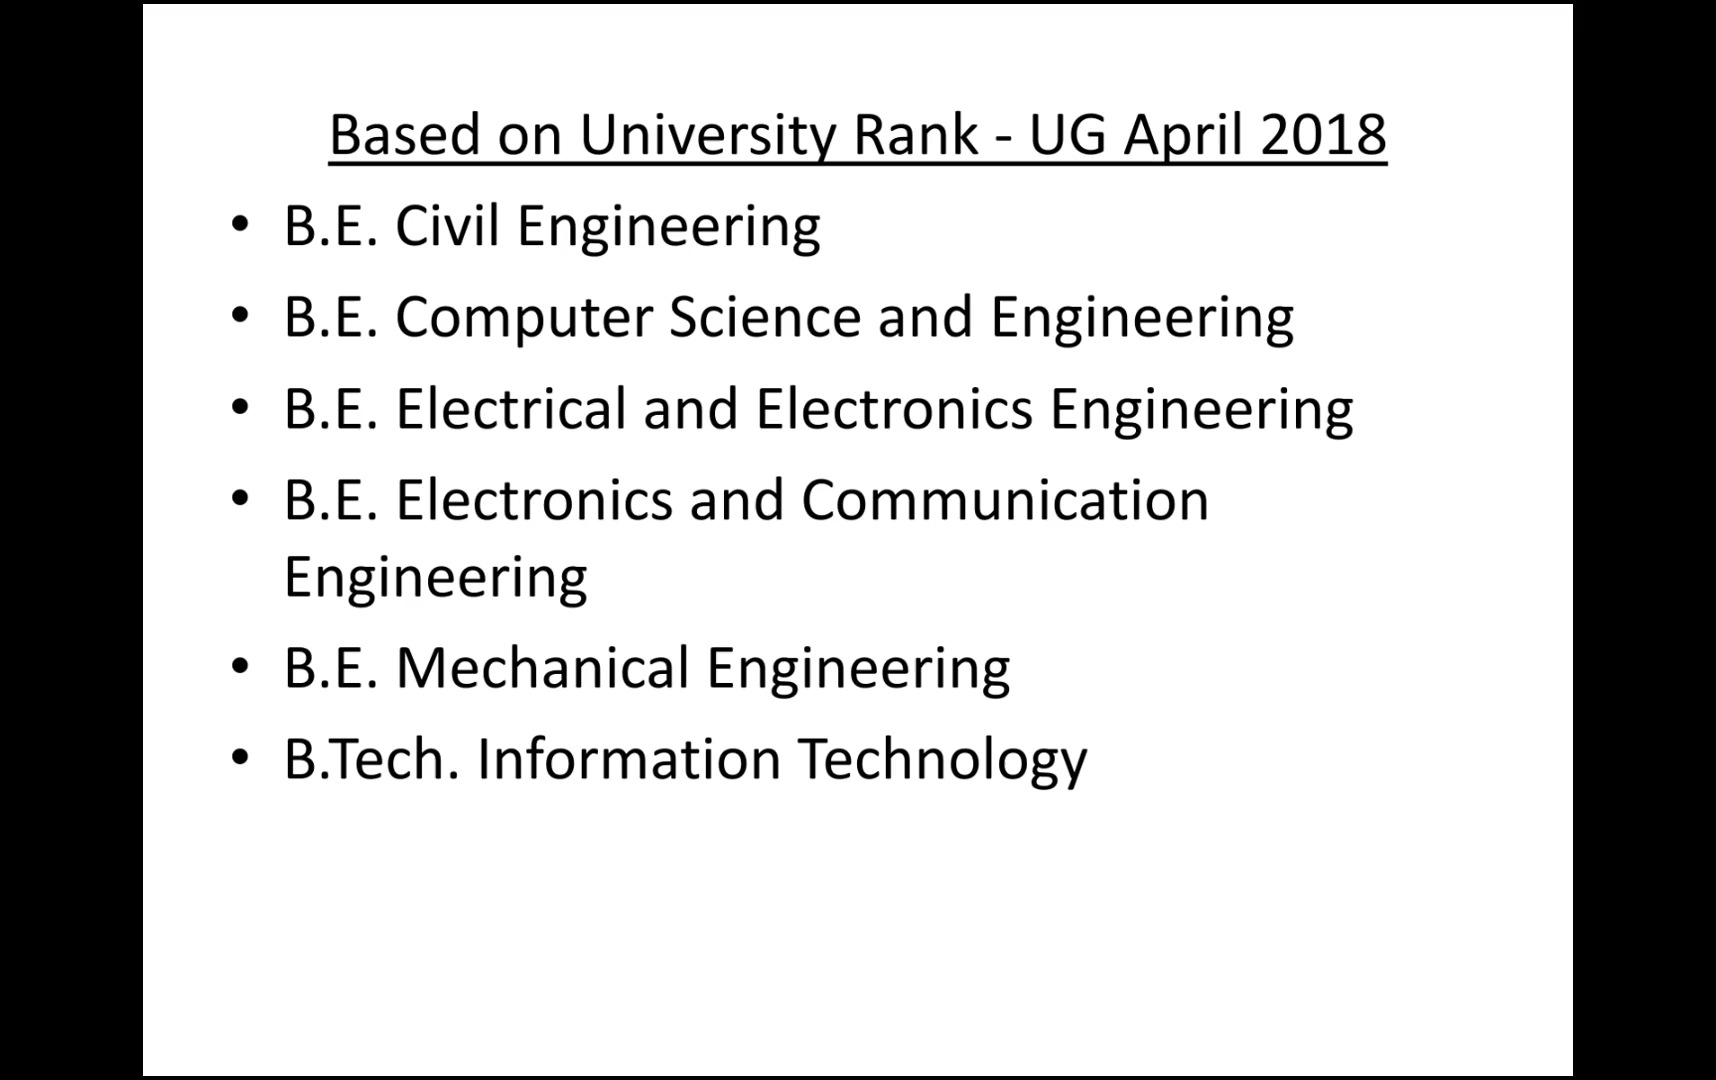 Based on University Rank - UG April 2018
• B.E. Civil Engineering
• B.E. Computer Science and Engineering
• B.E. Electrical and Electronics Engineering
• B.E. Electronics and Communication
Engineering
• B.E. Mechanical Engineering
• B.Tech. Information Technology